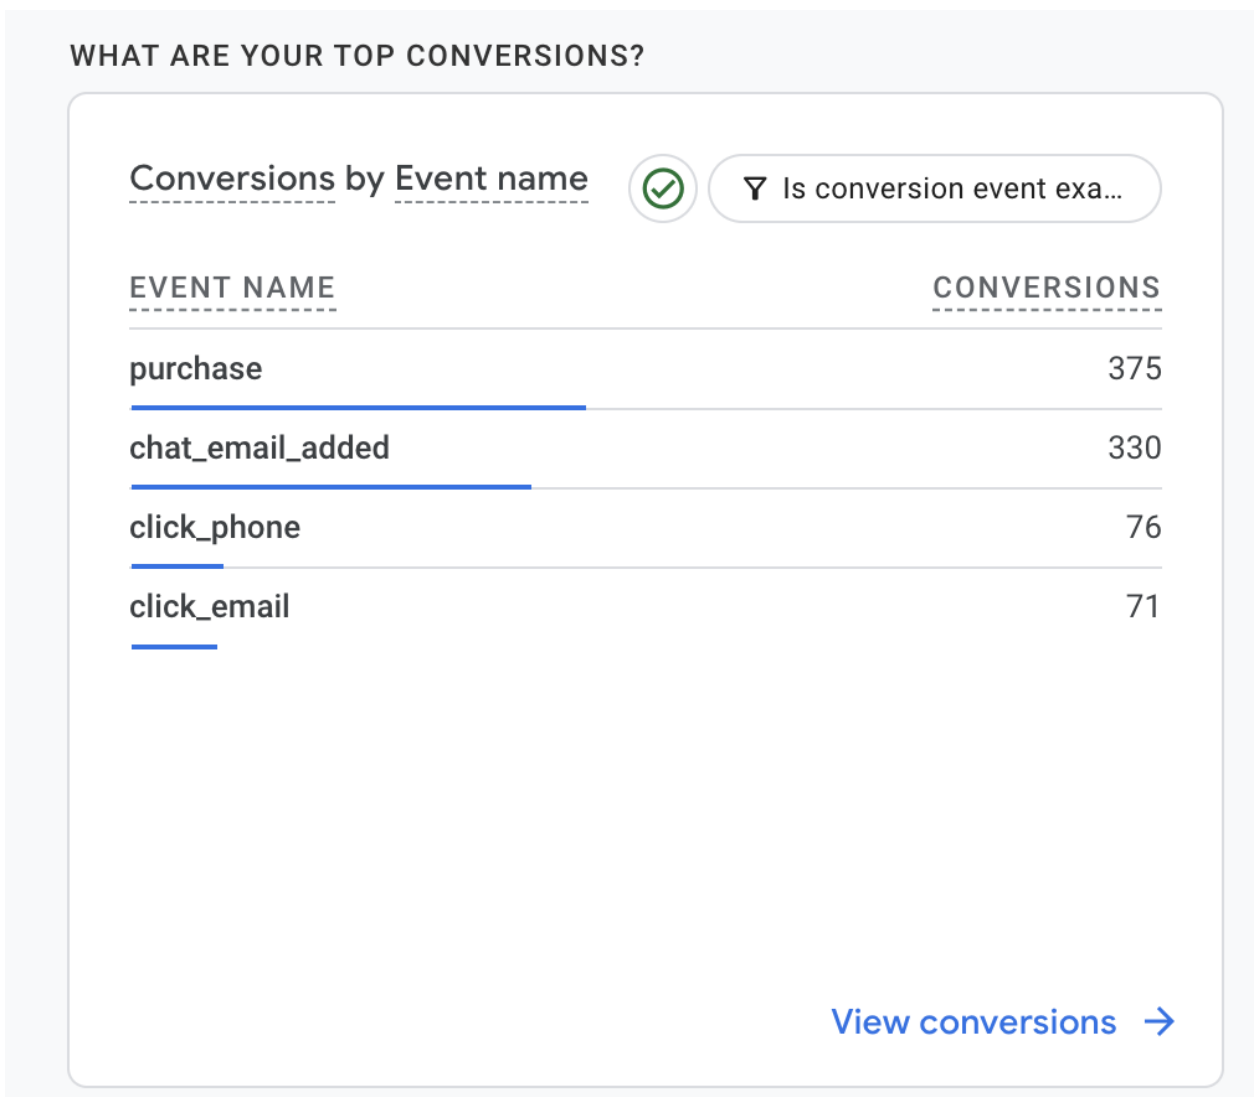 WHAT ARE YOUR TOP CONVERSIONS?
Conversions by Event name
Is conversion event exa...
EVENT NAME CONVERSIONS
purchase 375
chat_email_added 330
click_phone 76
click_email 71
View conversions